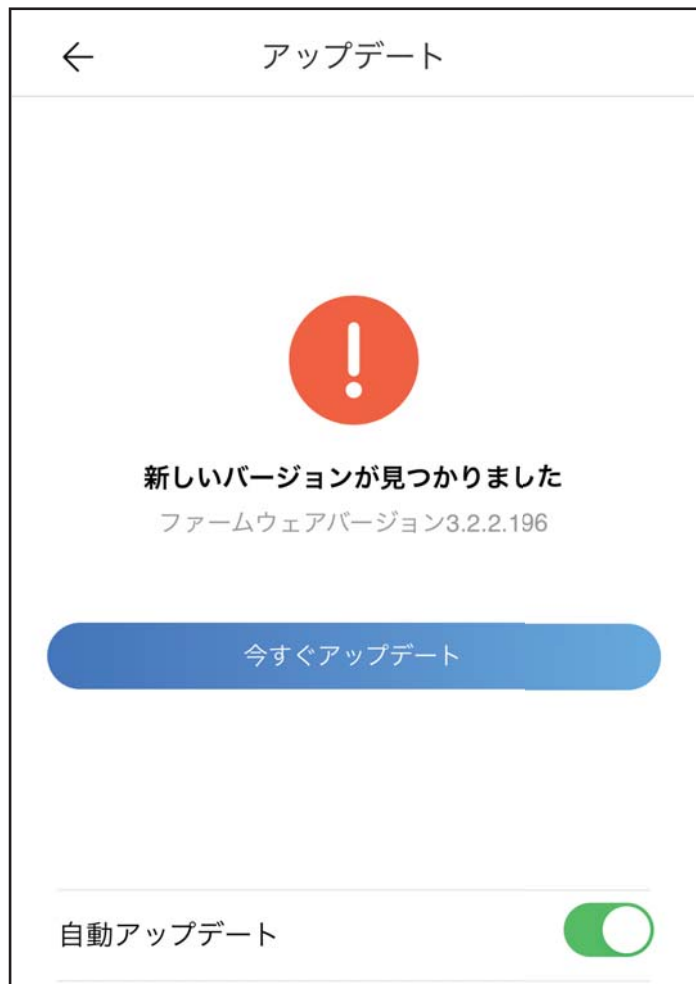 アップデート
新しいバージョンが見つかりました
ファームウェアバージョン3.2.2.196
今すぐアップデート
自動アップデート